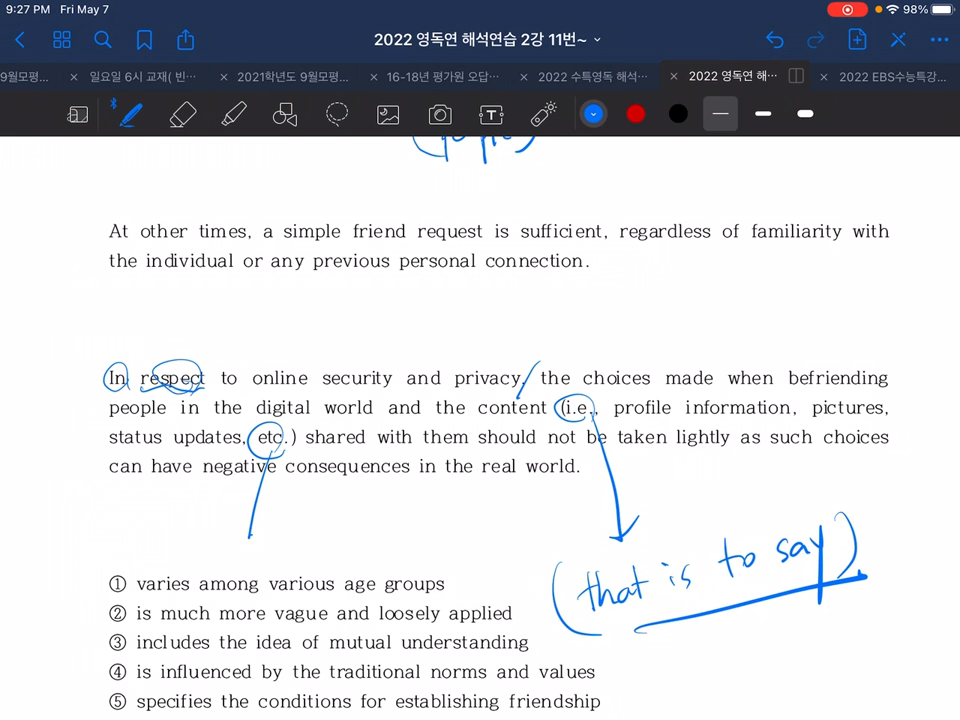 9:27 PM Fri May 7
98%
2022 영독연 해석연습 2강 11번~
9월모평... × 일요일 6시 교재( 빈... × 2021학년도 9월모평... × 16-18년 평가원 오답... × 2022 수특영독 해석... × 2022 영독연 해... × 2022 EBS수능특강...
At other times, a simple friend request is sufficient, regardless of familiarity with
the individual or any previous personal connection.
In respect to online security and privacy, the choices made when befriending
people in the digital world and the content (i.e., profile information, pictures,
status updates, etc.) shared with them should not be taken lightly as such choices
can have negative consequences in the real world.
(that is to say)
① varies among various age groups
② is much more vague and loosely applied
③ includes the idea of mutual understanding
④ is influenced by the traditional norms and values
⑤ specifies the conditions for establishing friendship